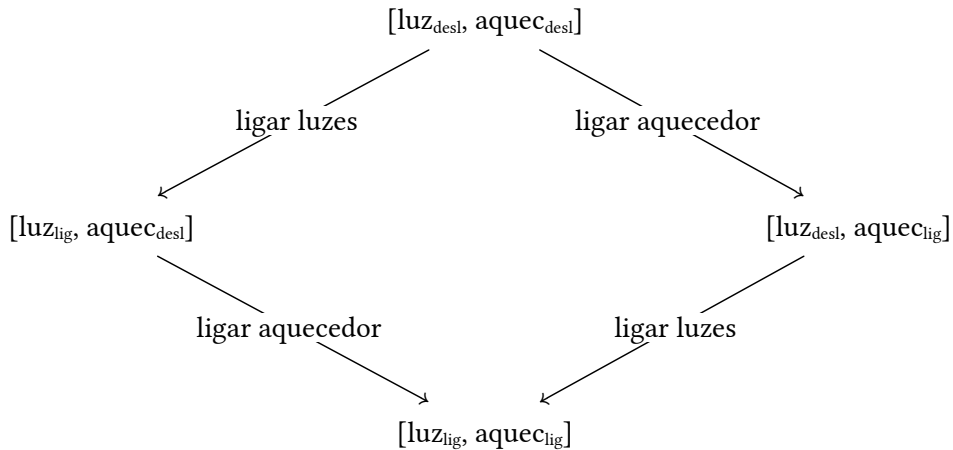 [luz_desl, aquec_desl]
ligar luzes ligar aquecedor
[luz_lig, aquec_desl] [luz_desl, aquec_lig]
ligar aquecedor ligar luzes
[luz_lig, aquec_lig]